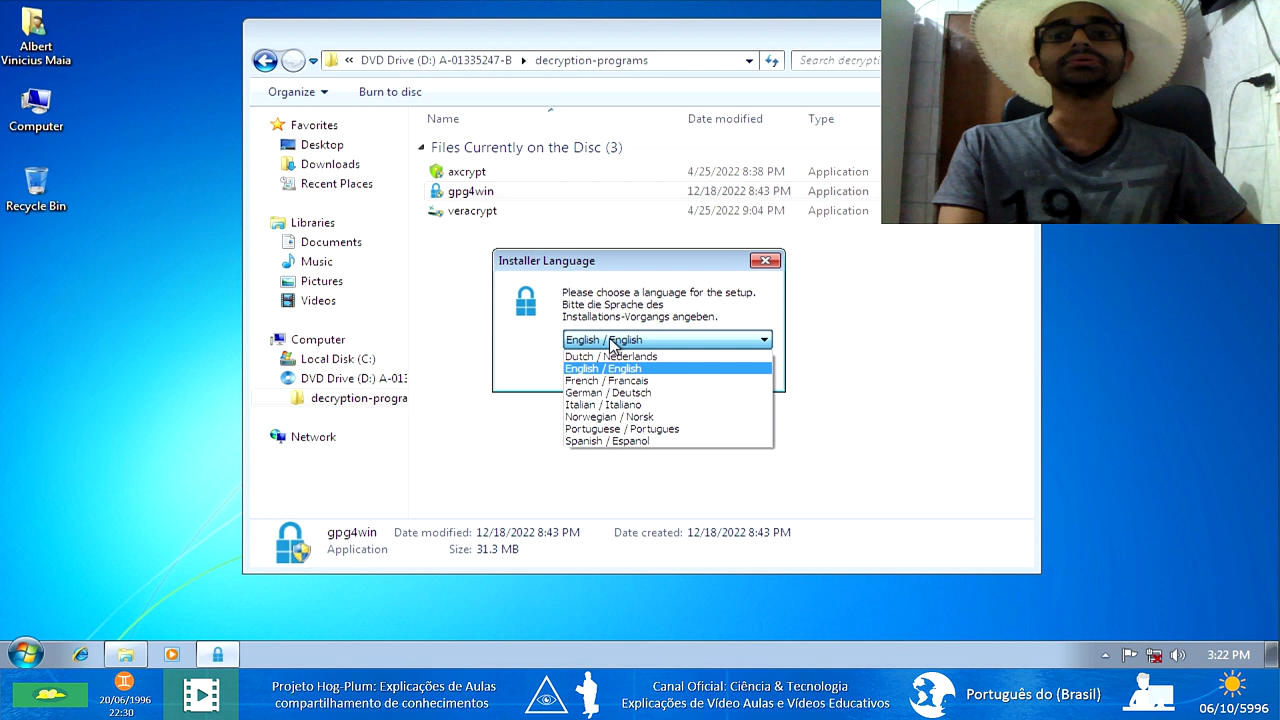 Albert
Vinicius Maia
Computer
Recycle Bin
« DVD Drive (D:) A-01335247-B ▸ decryption-programs
Search decrypti
Organize
Burn to disc
Favorites
Desktop
Downloads
Recent Places
Libraries
Documents
Music
Pictures
Videos
Computer
Local Disk (C:)
DVD Drive (D:) A-013
decryption-progra
Network
Name Date modified Type
Files Currently on the Disc (3)
axcrypt 4/25/2022 8:38 PM Application
gpg4win 12/18/2022 8:43 PM Application
veracrypt 4/25/2022 9:04 PM Application
1977
Installer Language
Please choose a language for the setup.
Bitte die Sprache des
Installations-Vorgangs angeben.
English / English
Dutch / Nederlands
English / English
French / Francais
German / Deutsch
Italian / Italiano
Norwegian / Norsk
Portuguese / Portugues
Spanish / Espanol
gpg4win Date modified: 12/18/2022 8:43 PM Date created: 12/18/2022 8:43 PM
Application Size: 31.3 MB
3:22 PM
20/06/1996
22:30
Projeto Hog-Plum: Explicações de Aulas
compartilhamento de conhecimentos
Canal Oficial: Ciência & Tecnologia
Explicações de Vídeo Aulas e Vídeos Educativos
Português do (Brasil)
06/10/5996